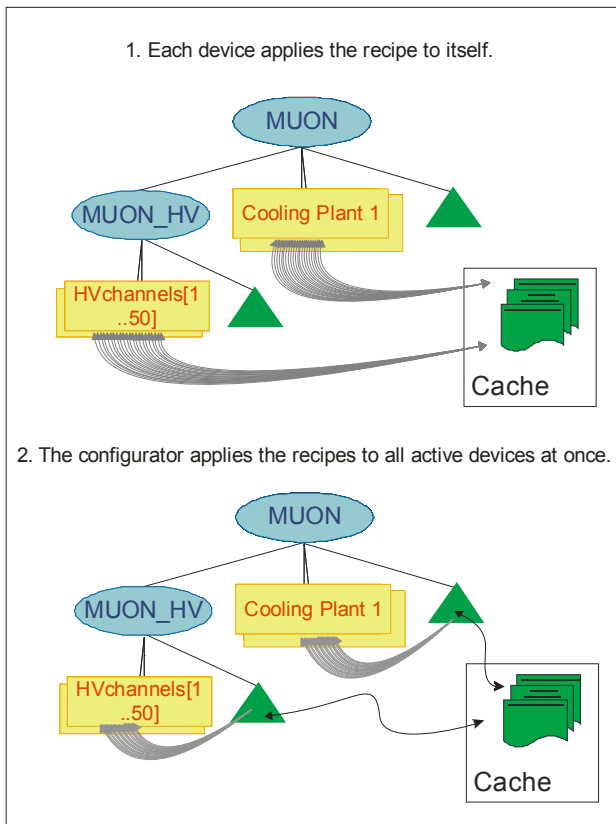 1. Each device applies the recipe to itself.
MUON
MUON_HV
Cooling Plant 1
HVchannels[1
..50]
Cache
2. The configurator applies the recipes to all active devices at once.
MUON
MUON_HV
Cooling Plant 1
HVchannels[1
..50]
Cache